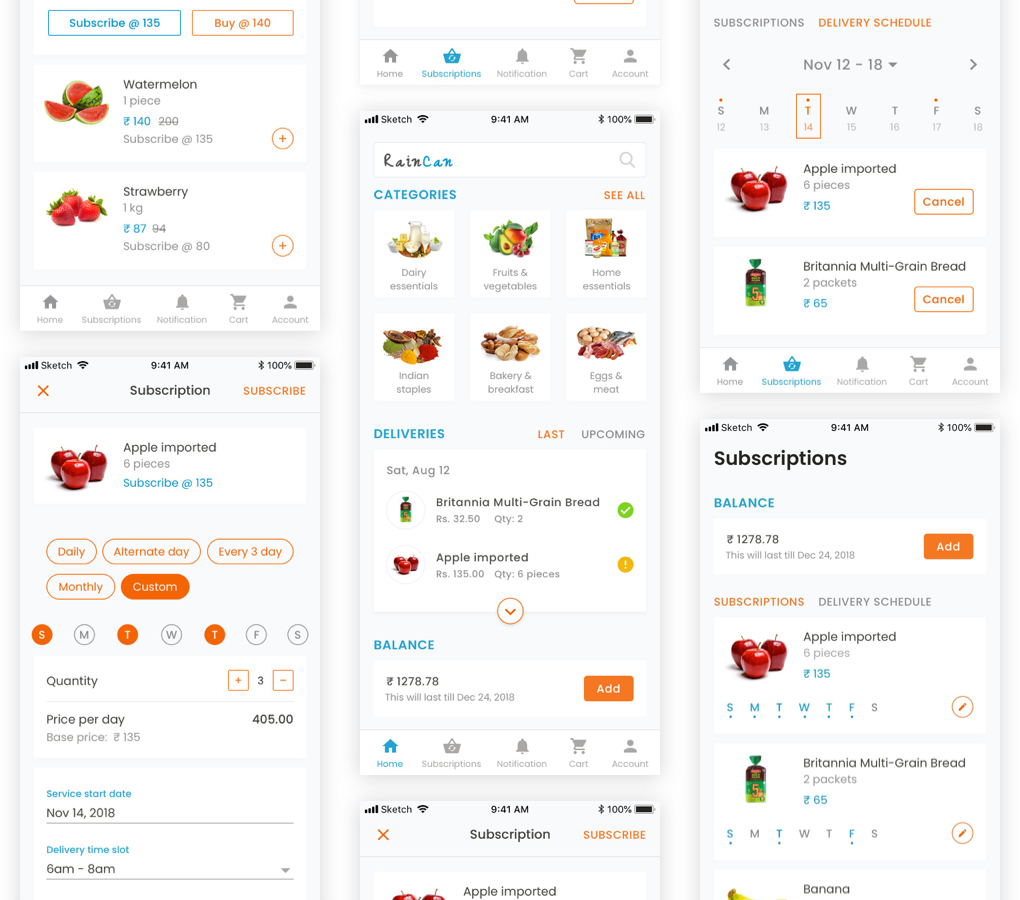 Subscribe @ 135
Buy @ 140
Watermelon
1 piece
₹ 140 200
Subscribe @ 135
Strawberry
1 kg
₹ 87 94
Subscribe @ 80
Home Subscriptions Notification Cart Account
Sketch 9:41 AM 100%
Subscription SUBSCRIBE
Apple imported
6 pieces
Subscribe @ 135
Daily Alternate day Every 3 day
Monthly Custom
S M T W T F S
Quantity + 3 −
Price per day 405.00
Base price: ₹ 135
Service start date
Nov 14, 2018
Delivery time slot
6am - 8am
Home Subscriptions Notification Cart Account
Sketch 9:41 AM 100%
RainCan
CATEGORIES SEE ALL
Dairy
essentials
Fruits &
vegetables
Home
essentials
Indian
staples
Bakery &
breakfast
Eggs &
meat
DELIVERIES LAST UPCOMING
Sat, Aug 12
Britannia Multi-Grain Bread
Rs. 32.50 Qty: 2
Apple imported
Rs. 135.00 Qty: 6 pieces
BALANCE
₹ 1278.78
This will last till Dec 24, 2018
Add
Home Subscriptions Notification Cart Account
Sketch 9:41 AM 100%
Subscription SUBSCRIBE
Apple imported
SUBSCRIPTIONS DELIVERY SCHEDULE
Nov 12 - 18
S M T W T F S
12 13 14 15 16 17 18
Apple imported
6 pieces
₹ 135
Cancel
Britannia Multi-Grain Bread
2 packets
₹ 65
Cancel
Home Subscriptions Notification Cart Account
Sketch 9:41 AM 100%
Subscriptions
BALANCE
₹ 1278.78
This will last till Dec 24, 2018
Add
SUBSCRIPTIONS DELIVERY SCHEDULE
Apple imported
6 pieces
₹ 135
S M T W T F S
Britannia Multi-Grain Bread
2 packets
₹ 65
S M T W T F S
Banana